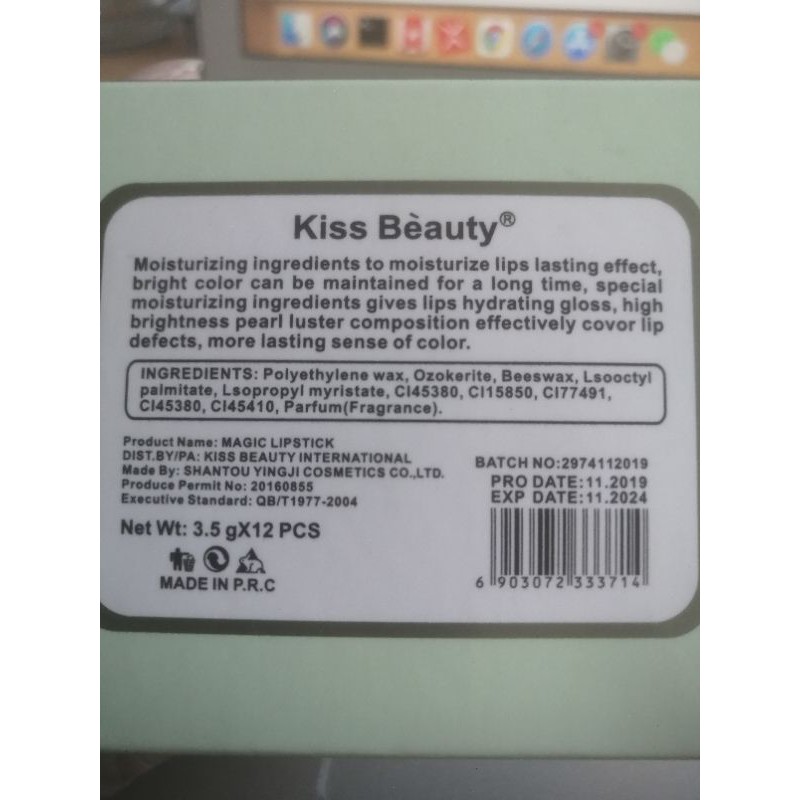 Kiss Bèauty®
Moisturizing ingredients to moisturize lips lasting effect,
bright color can be maintained for a long time, special
moisturizing ingredients gives lips hydrating gloss, high
brightness pearl luster composition effectively covor lip
defects, more lasting sense of color.
INGREDIENTS: Polyethylene wax, Ozokerite, Beeswax, Lsooctyl
palmitate, Lsopropyl myristate, CI45380, CI15850, CI77491,
CI45380, CI45410, Parfum(Fragrance).
Product Name: MAGIC LIPSTICK
DIST.BY/PA: KISS BEAUTY INTERNATIONAL
Made By: SHANTOU YINGJI COSMETICS CO.,LTD.
Produce Permit No: 20160855
Executive Standard: QB/T1977-2004
Net Wt: 3.5 gX12 PCS
MADE IN P.R.C
BATCH NO:2974112019
PRO DATE:11.2019
EXP DATE:11.2024
6 903072 333714